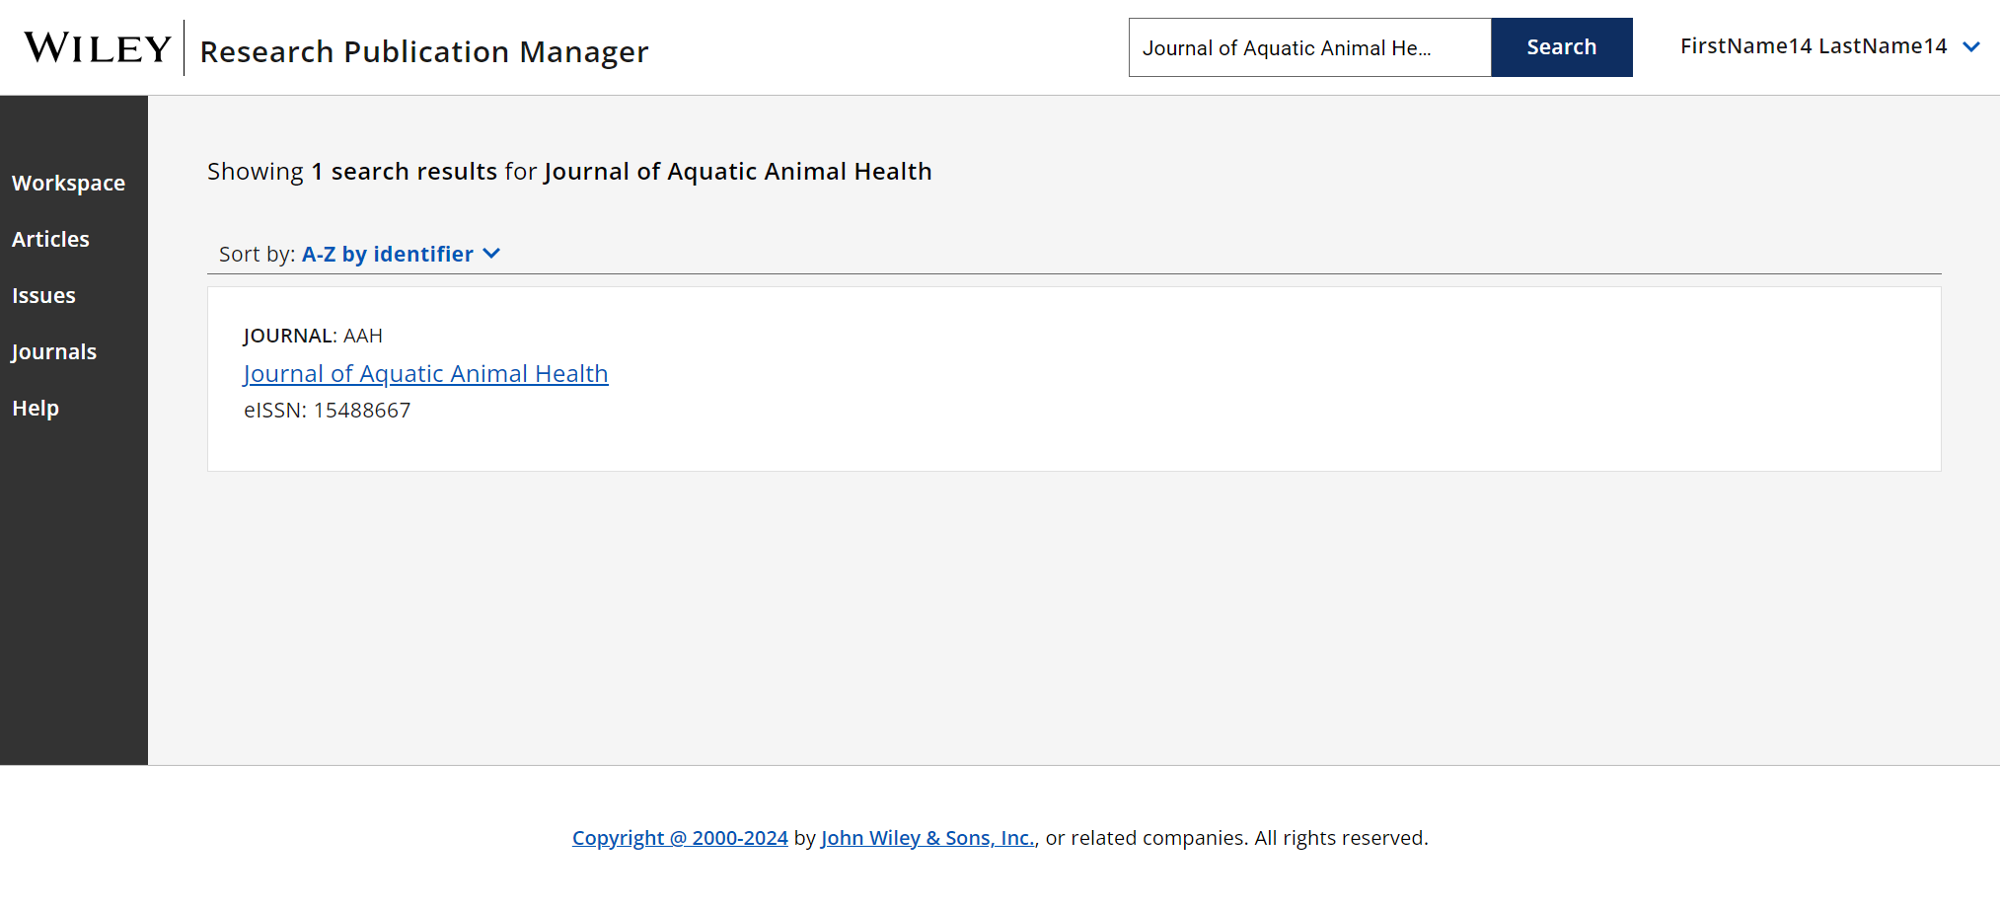 WILEY
Research Publication Manager
Journal of Aquatic Animal He...
Search
FirstName14 LastName14
Workspace
Articles
Issues
Journals
Help
Showing 1 search results for Journal of Aquatic Animal Health
Sort by: A-Z by identifier
JOURNAL: AAH
Journal of Aquatic Animal Health
eISSN: 15488667
Copyright @ 2000-2024 by John Wiley & Sons, Inc., or related companies. All rights reserved.